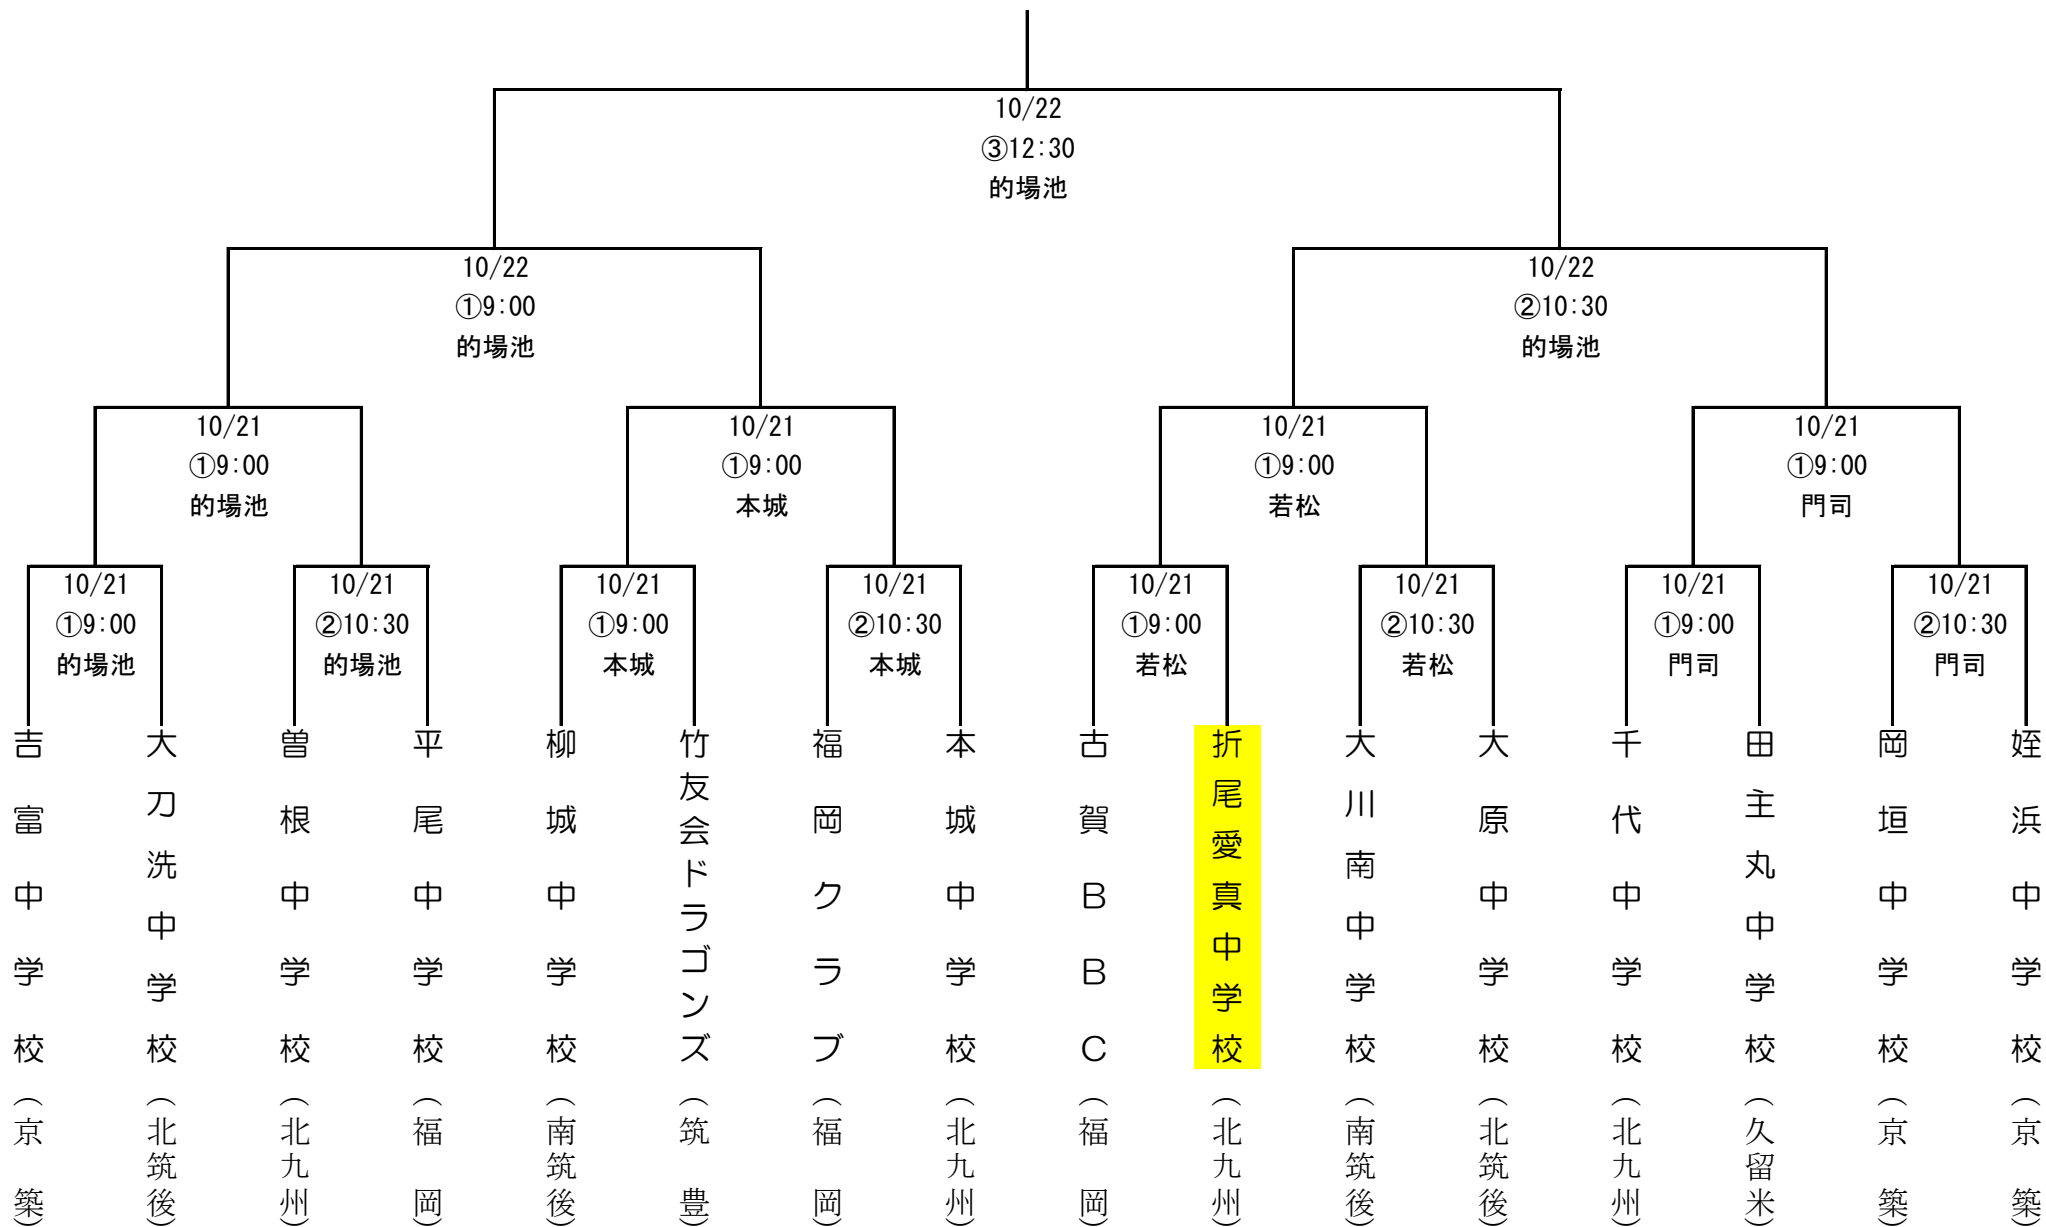 10/22
③12:30
的場池
10/22
①9:00
的場池
10/22
②10:30
的場池
10/21
①9:00
的場池
10/21
①9:00
本城
10/21
①9:00
若松
10/21
①9:00
門司
10/21
①9:00
的場池
10/21
②10:30
的場池
10/21
①9:00
本城
10/21
②10:30
本城
10/21
①9:00
若松
10/21
②10:30
若松
10/21
①9:00
門司
10/21
②10:30
門司
吉富中学校(京築)
大刀洗中学校(北筑後)
曽根中学校(北九州)
平尾中学校(福岡)
柳城中学校(南筑後)
竹友会ドラゴンズ(筑豊)
福岡クラブ(福岡)
本城中学校(北九州)
古賀BBC(福岡)
折尾愛真中学校(北九州)
大川南中学校(南筑後)
大原中学校(北筑後)
千代中学校(北九州)
田主丸中学校(久留米)
岡垣中学校(京築)
姪浜中学校(京築)